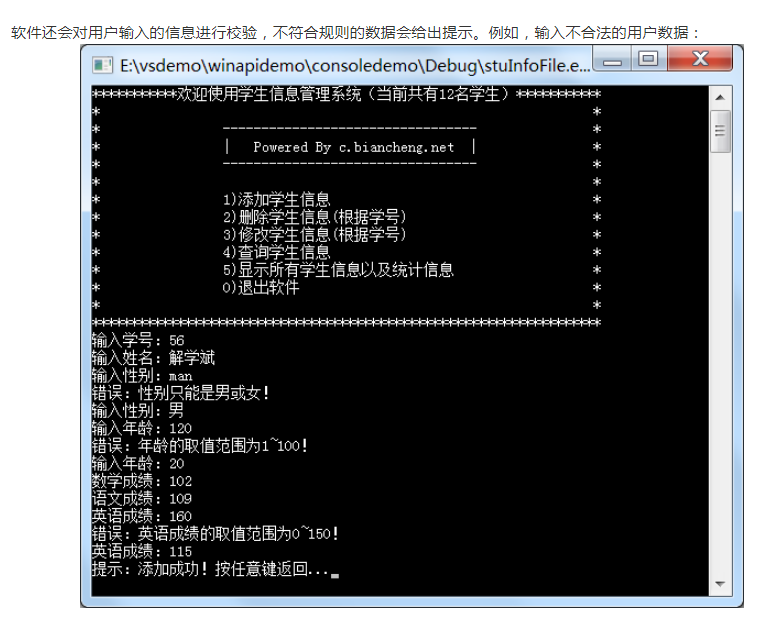 软件还会对用户输入的信息进行校验，不符合规则的数据会给出提示。例如，输入不合法的用户数据：
E:\vsdemo\winapidemo\consoledemo\Debug\stuInfoFile.e...
***********欢迎使用学生信息管理系统（当前共有12名学生）***********
* *
* --------------------------------- *
* | Powered By c.biancheng.net | *
* --------------------------------- *
* *
* 1)添加学生信息 *
* 2)删除学生信息(根据学号) *
* 3)修改学生信息(根据学号) *
* 4)查询学生信息 *
* 5)显示所有学生信息以及统计信息 *
* 0)退出软件 *
* *
******************************************************************
输入学号：56
输入姓名：解学斌
输入性别：man
错误：性别只能是男或女！
输入性别：男
输入年龄：120
错误：年龄的取值范围为1~100！
输入年龄：20
数学成绩：102
语文成绩：109
英语成绩：160
错误：英语成绩的取值范围为0~150！
英语成绩：115
提示：添加成功！按任意键返回..._